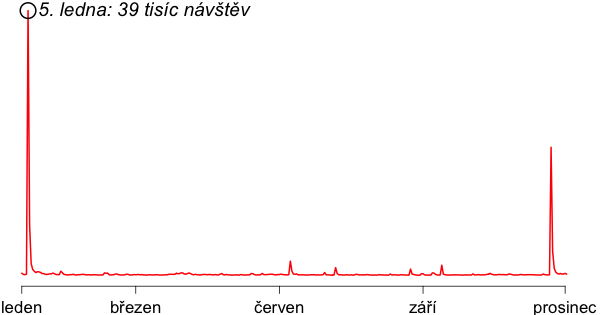 5. ledna: 39 tisíc návštěv
leden březen červen září prosinec